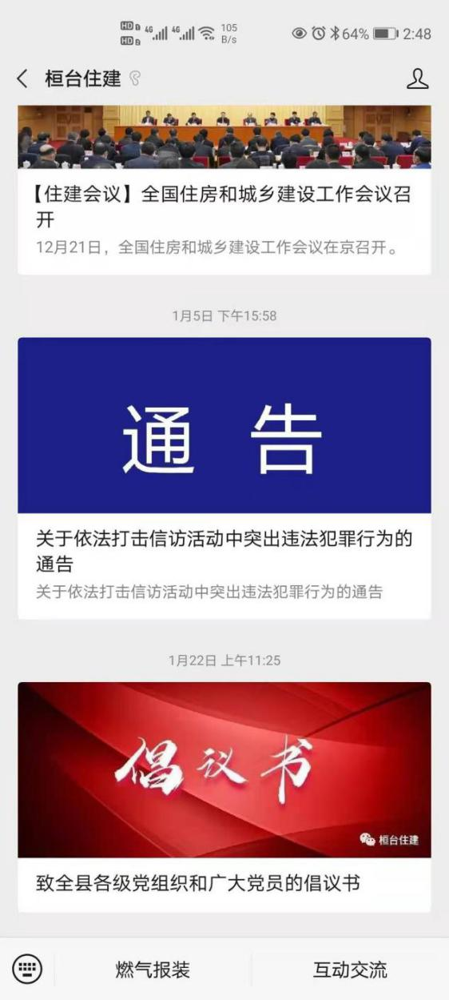 HD 1 4G 4G 105
HD 2 B/s
64% 2:48
桓台住建
【住建会议】全国住房和城乡建设工作会议召
开
12月21日，全国住房和城乡建设工作会议在京召开。
1月5日 下午15:58
通 告
关于依法打击信访活动中突出违法犯罪行为的
通告
关于依法打击信访活动中突出违法犯罪行为的通告
1月22日 上午11:25
倡议书
桓台住建
致全县各级党组织和广大党员的倡议书
燃气报装
互动交流